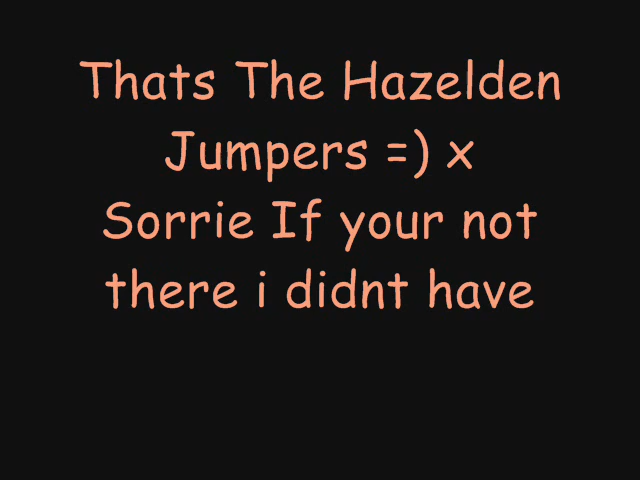 Thats The Hazelden
Jumpers =) x
Sorrie If your not
there i didnt have